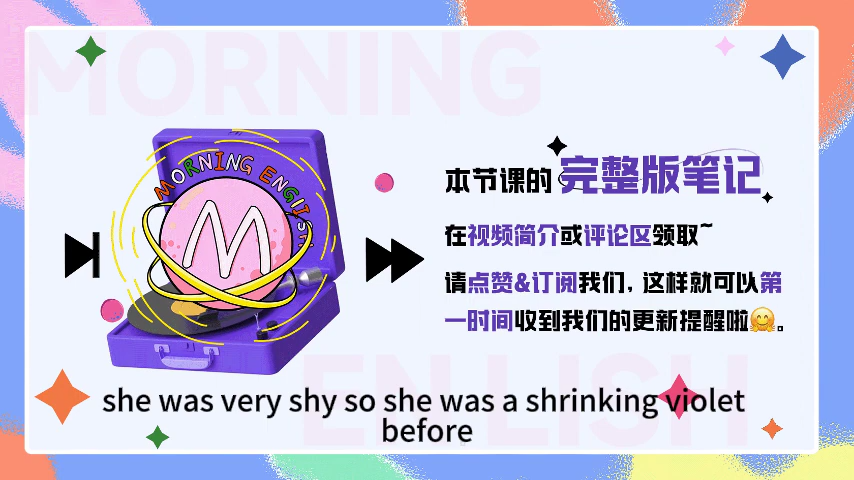 MORNING
MORNING ENGLISH
M
本节课的 完整版笔记
在视频简介或评论区领取~
请点赞&订阅我们，这样就可以第
一时间收到我们的更新提醒啦🤗。
ENGLISH
she was very shy so she was a shrinking violet
before